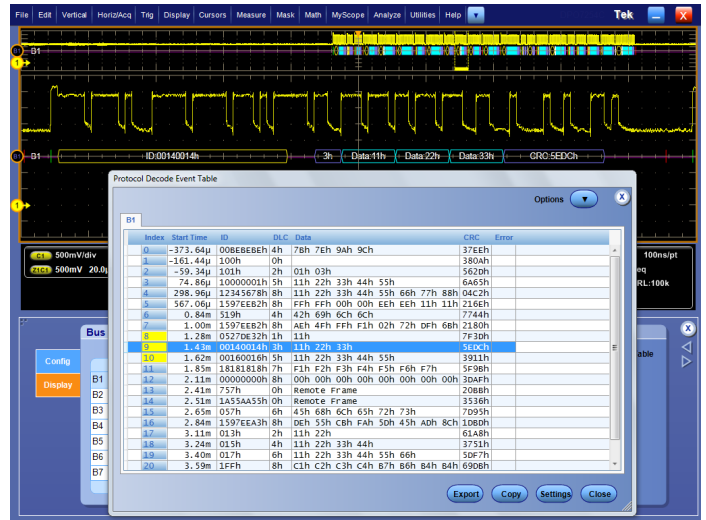 File Edit Vertical Horiz/Acq Trig Display Cursors Measure Mask Math MyScope Analyze Utilities Help Tek X
B1
1
B1 ID:00140014h 3h Data:11h Data:22h Data:33h CRC:5EDCh
Protocol Decode Event Table
Options X
1
B1
Index Start Time ID DLC Data CRC Error
0 -373.64µ 00BEBEBEh 4h 7Bh 7Eh 9Ah 9Ch 37EEh
1 -161.44µ 100h 0h 380Ah
2 -59.34µ 101h 2h 01h 03h 562Dh
3 74.86µ 10000001h 5h 11h 22h 33h 44h 55h 6A65h
4 298.96µ 12345678h 8h 11h 22h 33h 44h 55h 66h 77h 88h 04C2h
5 567.06µ 1597EEB2h 8h FFh FFh 00h 00h EEh EEh 11h 11h 216Eh
6 0.84m 519h 4h 42h 69h 6Ch 6Ch 7744h
7 1.00m 1597EEB2h 8h AEh 4Fh FFh F1h 02h 72h DFh 6Bh 2180h
8 1.28m 0527DE32h 1h 11h 7F3Dh
9 1.43m 00140014h 3h 11h 22h 33h 5EDCh
10 1.62m 00160016h 5h 11h 22h 33h 44h 55h 3911h
11 1.85m 18181818h 7h F1h F2h F3h F4h F5h F6h F7h 5F9Bh
12 2.11m 00000000h 8h 00h 00h 00h 00h 00h 00h 00h 00h 3DAFh
13 2.41m 757h 0h Remote Frame 20BBh
14 2.51m 1A55AA55h 0h Remote Frame 3536h
15 2.65m 057h 6h 45h 68h 6Ch 65h 72h 73h 7D95h
16 2.84m 1597EEA3h 8h DEh 55h CBh FAh 5Dh 45h ADh 8Ch 1DBDh
17 3.11m 013h 2h 11h 22h 61A8h
18 3.24m 015h 4h 11h 22h 33h 44h 3751h
19 3.40m 017h 6h 11h 22h 33h 44h 55h 66h 5DF7h
20 3.59m 1FFh 8h C1h C2h C3h C4h B7h B6h B4h B4h 69DBh
Export Copy Settings Close
C1 500mV/div
Z1C1 500mV 20.0µ
100ns/pt
eq
RL:100k
Bus
X
Config
Display
able
B1
B2
B3
B4
B5
B6
B7